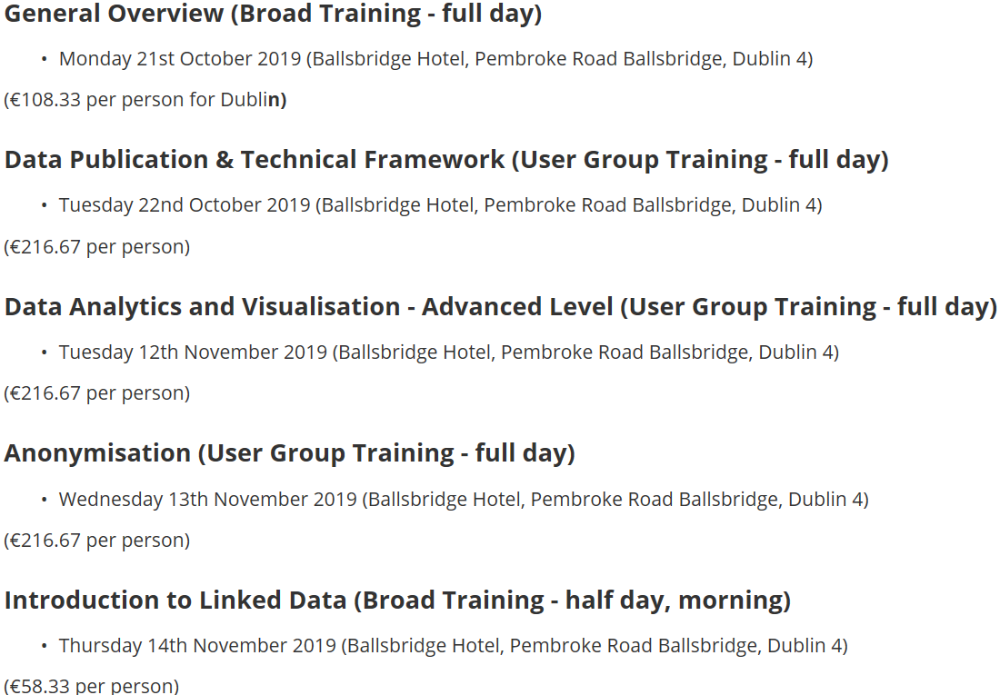 General Overview (Broad Training - full day)
• Monday 21st October 2019 (Ballsbridge Hotel, Pembroke Road Ballsbridge, Dublin 4)
(€108.33 per person for Dublin)
Data Publication & Technical Framework (User Group Training - full day)
• Tuesday 22nd October 2019 (Ballsbridge Hotel, Pembroke Road Ballsbridge, Dublin 4)
(€216.67 per person)
Data Analytics and Visualisation - Advanced Level (User Group Training - full day)
• Tuesday 12th November 2019 (Ballsbridge Hotel, Pembroke Road Ballsbridge, Dublin 4)
(€216.67 per person)
Anonymisation (User Group Training - full day)
• Wednesday 13th November 2019 (Ballsbridge Hotel, Pembroke Road Ballsbridge, Dublin 4)
(€216.67 per person)
Introduction to Linked Data (Broad Training - half day, morning)
• Thursday 14th November 2019 (Ballsbridge Hotel, Pembroke Road Ballsbridge, Dublin 4)
(€58.33 per person)